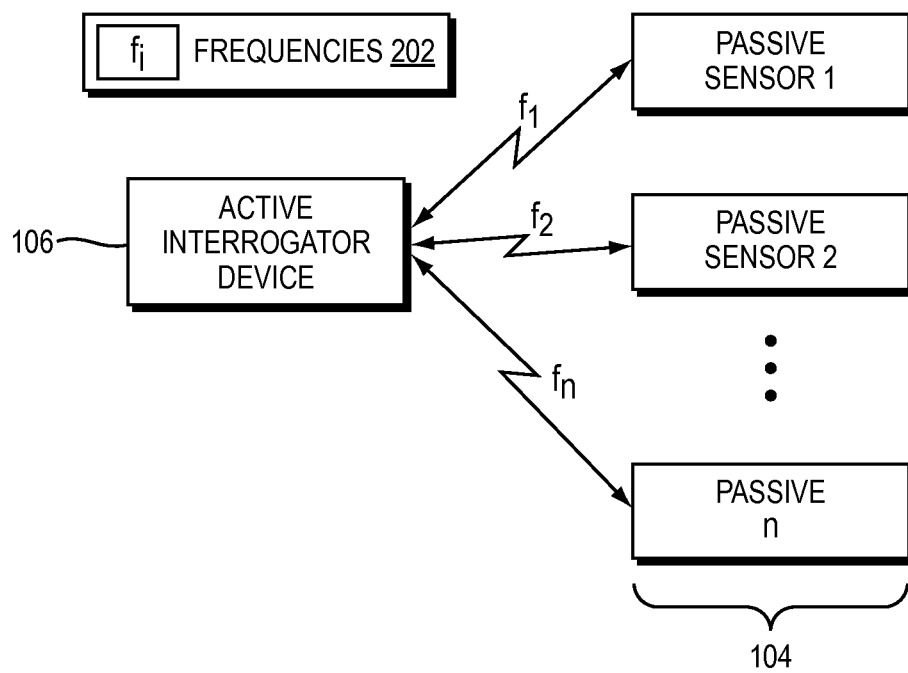 fi FREQUENCIES 202
PASSIVE
SENSOR 1
f1
106
ACTIVE
INTERROGATOR
DEVICE
f2
PASSIVE
SENSOR 2
fn
PASSIVE
n
104